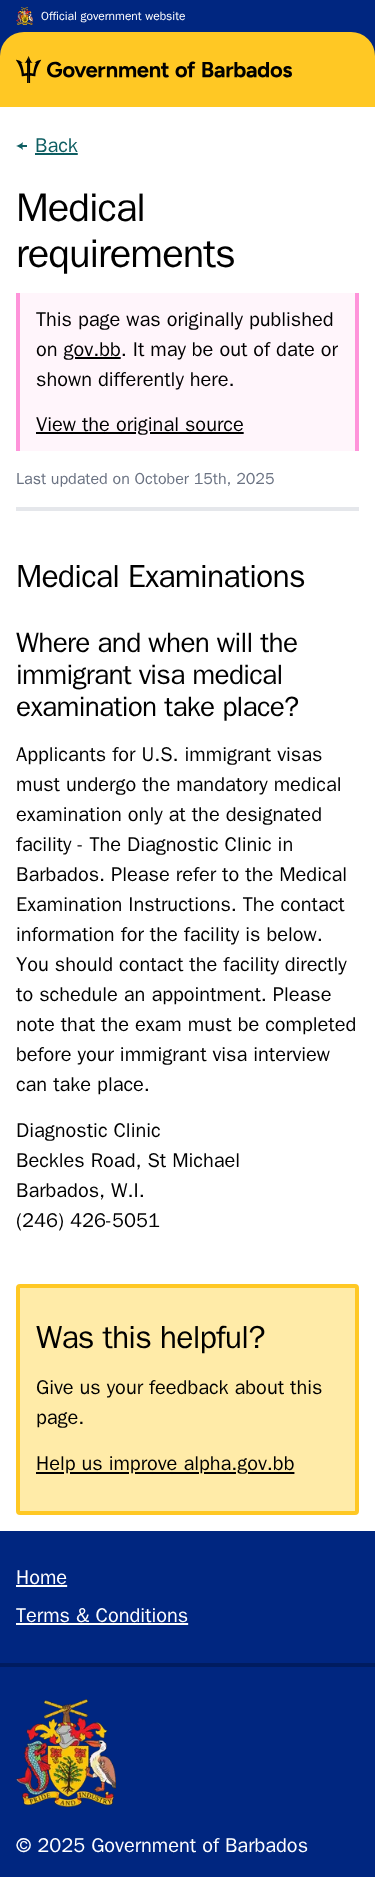 Official government website
Government of Barbados
← Back
Medical
requirements
This page was originally published
on gov.bb. It may be out of date or
shown differently here.
View the original source
Last updated on October 15th, 2025
Medical Examinations
Where and when will the
immigrant visa medical
examination take place?
Applicants for U.S. immigrant visas
must undergo the mandatory medical
examination only at the designated
facility - The Diagnostic Clinic in
Barbados. Please refer to the Medical
Examination Instructions. The contact
information for the facility is below.
You should contact the facility directly
to schedule an appointment. Please
note that the exam must be completed
before your immigrant visa interview
can take place.
Diagnostic Clinic
Beckles Road, St Michael
Barbados, W.I.
(246) 426-5051
Was this helpful?
Give us your feedback about this
page.
Help us improve alpha.gov.bb
Home
Terms & Conditions
PRIDE AND INDUSTRY
© 2025 Government of Barbados